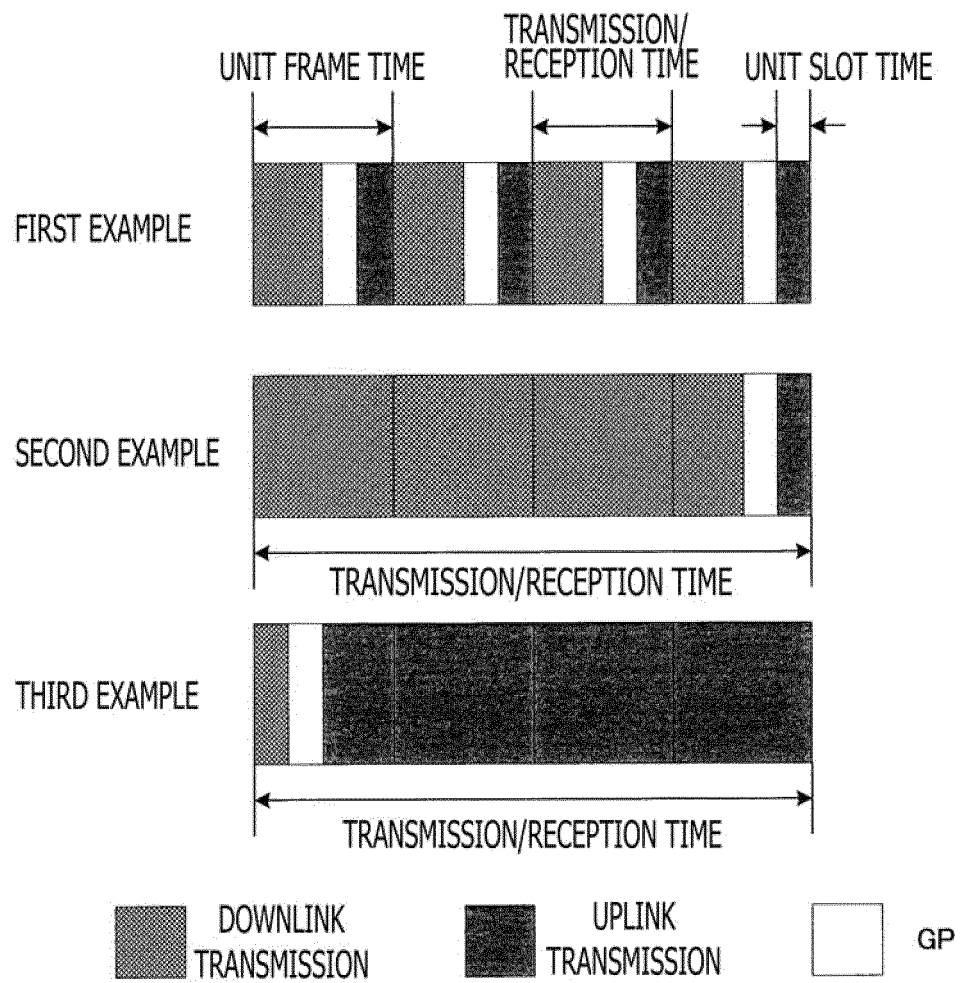 TRANSMISSION/
RECEPTION TIME
UNIT FRAME TIME
UNIT SLOT TIME
FIRST EXAMPLE
SECOND EXAMPLE
TRANSMISSION/RECEPTION TIME
THIRD EXAMPLE
TRANSMISSION/RECEPTION TIME
DOWNLINK
TRANSMISSION
UPLINK
TRANSMISSION
GP